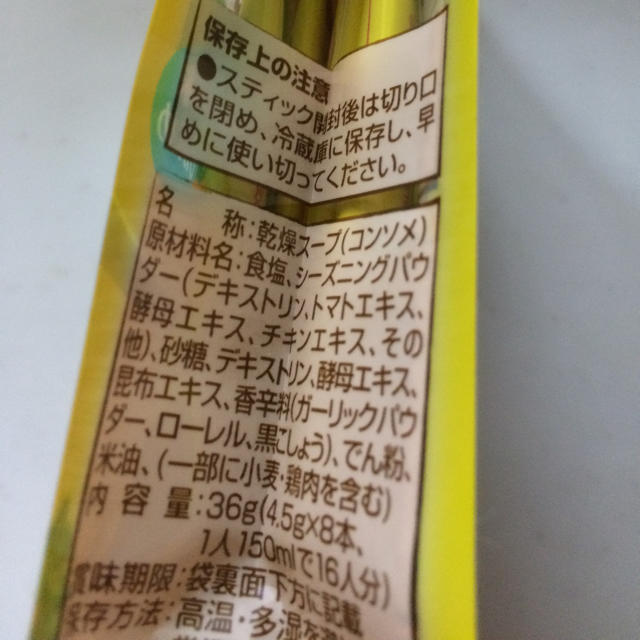 保存上の注意
●スティック開封後は切り口
を閉め、冷蔵庫に保存し、早
めに使い切ってください。
名 称:乾燥スープ(コンソメ)
原材料名:食塩、シーズニングパウ
ダー(デキストリン、トマトエキス、
酵母エキス、チキンエキス、その
他)、砂糖、デキストリン、酵母エキス、
昆布エキス、香辛料(ガーリックパウ
ダー、ローレル、黒こしょう)、でん粉、
米油、(一部に小麦・鶏肉を含む)
内容量:36g(4.5g×8本、
1人150mlで16人分)
賞味期限:袋裏面下方に記載
保存方法:高温・多湿を